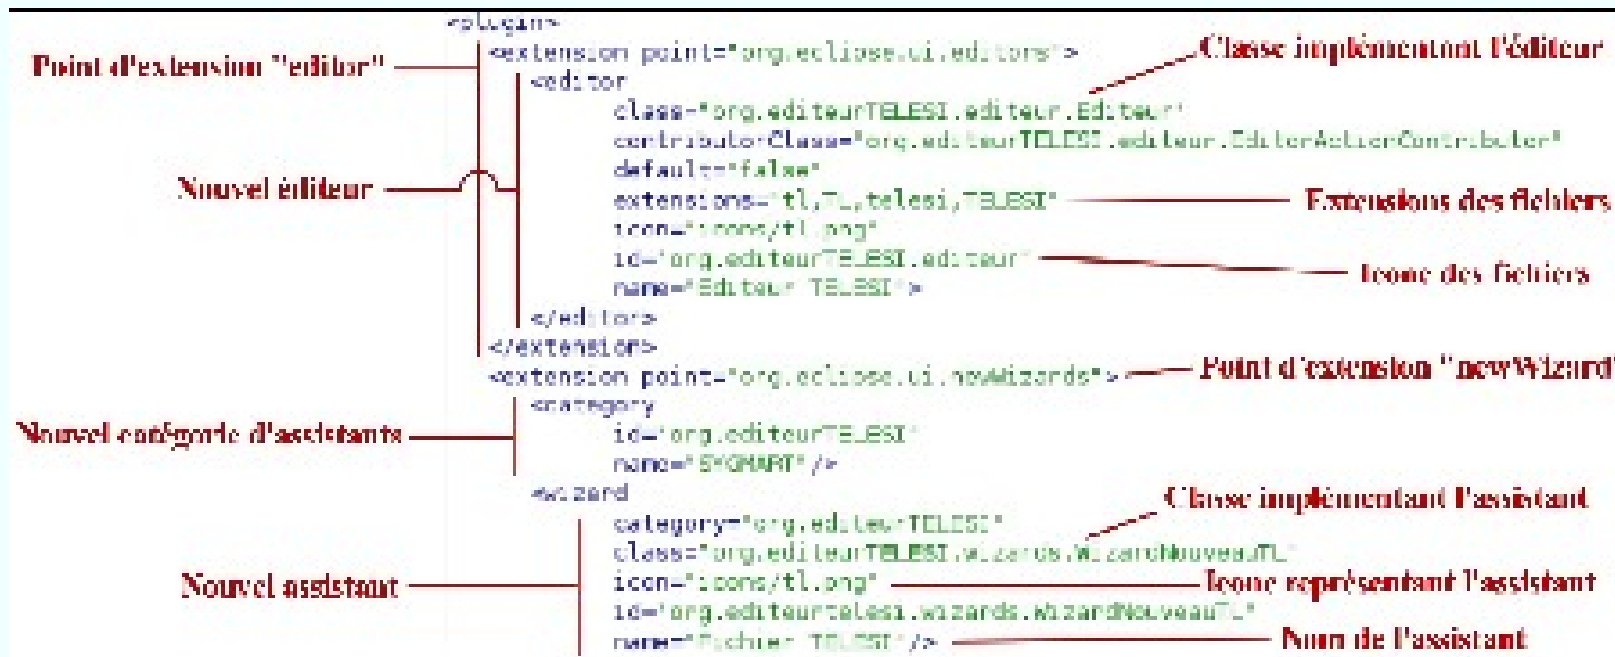 <plugin>
Point d'extension "editor"
<extension point="org.eclipse.ui.editors">
Classe implémentant l'éditeur
<editor
class="org.editeurTELESI.editeur.Editeur"
contributorClass="org.editeurTELESI.editeur.EditorActionContributor"
default="false"
Nouvel éditeur
extensions="tl,TL,telesi,TELESI"
Extensions des fichiers
icon="icons/tl.png"
id="org.editeurTELESI.editeur"
Icone des fichiers
name="Editeur TELESI">
</editor>
</extension>
<extension point="org.eclipse.ui.newWizards">
Point d'extension "newWizard"
<category
Nouvel catégorie d'assistants
id="org.editeurTELESI"
name="SYGMART"/>
<wizard
Classe implémentant l'assistant
category="org.editeurTELESI"
class="org.editeurTELESI.wizards.WizardNouveauTL"
Nouvel assistant
icon="icons/tl.png"
Icone représentant l'assistant
id="org.editeurtelesi.wizards.WizardNouveauTL"
name="Fichier TELESI"/>
Nom de l'assistant